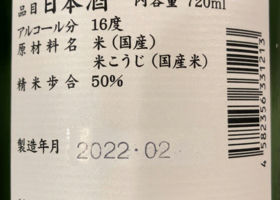 品目 日本酒 内容量 720ml
アルコール分 16度
原材料名 米(国産)
米こうじ(国産米)
精米歩合 50%
製造年月 2022.02
4582356331213